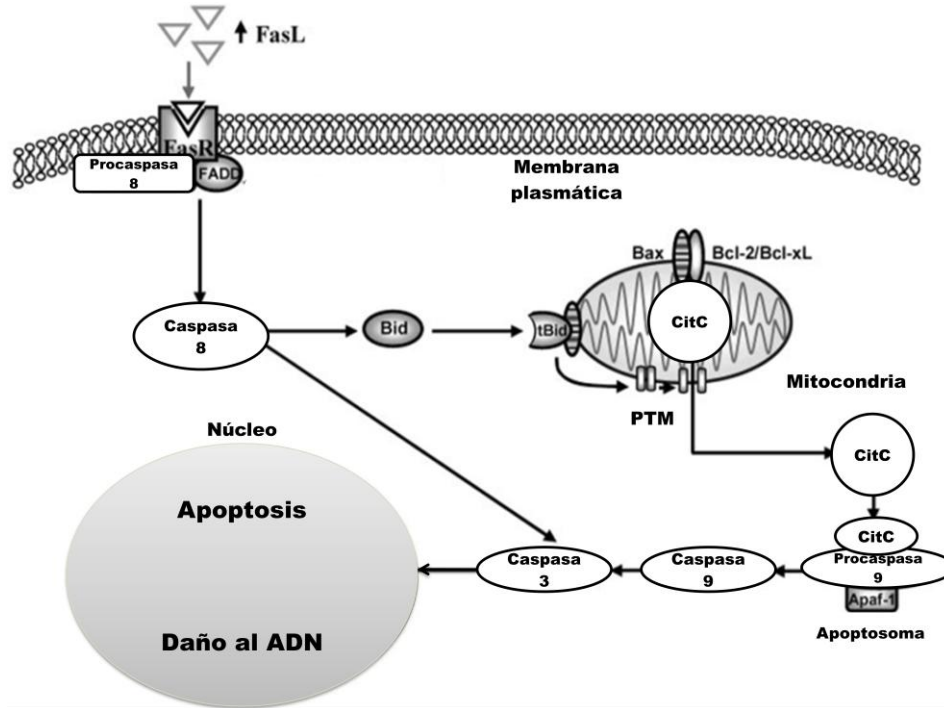 FasL
FasR
Procaspasa
8
FADD
Membrana
plasmática
Bax
Bcl-2/Bcl-xL
CitC
Caspasa
8
Bid
tBid
Mitocondria
PTM
Núcleo
CitC
Apoptosis
CitC
Caspasa
3
Caspasa
9
Procaspasa
9
Apaf-1
Apoptosoma
Daño al ADN